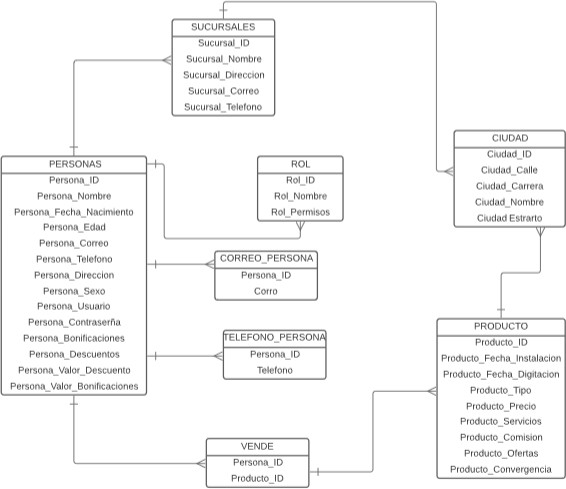 SUCURSALES
Sucursal_ID
Sucursal_Nombre
Sucursal_Direccion
Sucursal_Correo
Sucursal_Telefono
CIUDAD
Ciudad_ID
Ciudad_Calle
Ciudad_Carrera
Ciudad_Nombre
Ciudad Estrarto
PERSONAS
Persona_ID
Persona_Nombre
Persona_Fecha_Nacimiento
Persona_Edad
Persona_Correo
Persona_Telefono
Persona_Direccion
Persona_Sexo
Persona_Usuario
Persona_Contraserña
Persona_Bonificaciones
Persona_Descuentos
Persona_Valor_Descuento
Persona_Valor_Bonificaciones
ROL
Rol_ID
Rol_Nombre
Rol_Permisos
CORREO_PERSONA
Persona_ID
Corro
TELEFONO_PERSONA
Persona_ID
Telefono
PRODUCTO
Producto_ID
Producto_Fecha_Instalacion
Producto_Fecha_Digitacion
Producto_Tipo
Producto_Precio
Producto_Servicios
Producto_Comision
Producto_Ofertas
Producto_Convergencia
VENDE
Persona_ID
Producto_ID